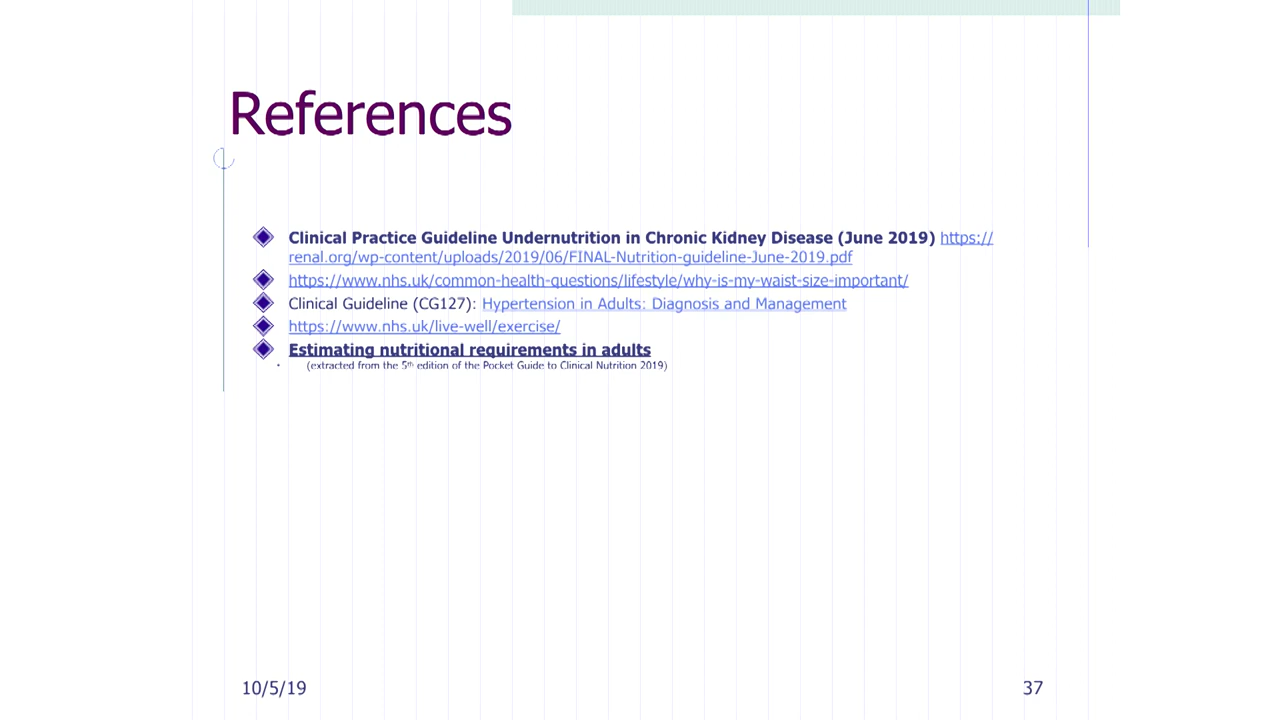 References
Clinical Practice Guideline Undernutrition in Chronic Kidney Disease (June 2019) https://
renal.org/wp-content/uploads/2019/06/FINAL-Nutrition-guideline-June-2019.pdf
https://www.nhs.uk/common-health-questions/lifestyle/why-is-my-waist-size-important/
Clinical Guideline (CG127): Hypertension in Adults: Diagnosis and Management
https://www.nhs.uk/live-well/exercise/
Estimating nutritional requirements in adults
(extracted from the 5th edition of the Pocket Guide to Clinical Nutrition 2019)
10/5/19
37